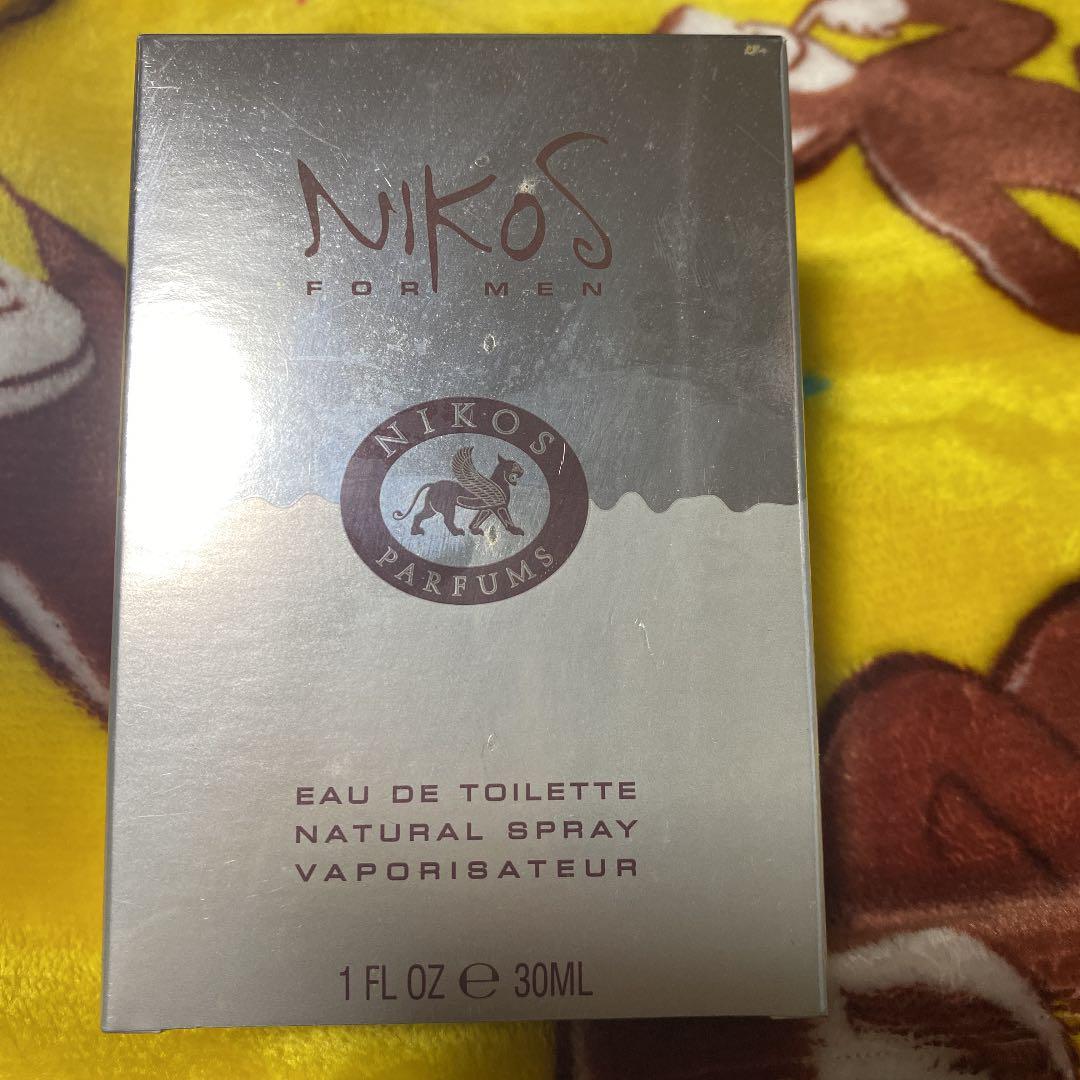 NIKOS
FOR MEN
NIKOS
PARFUMS
EAU DE TOILETTE
NATURAL SPRAY
VAPORISATEUR
1 FL OZ ℮ 30ML